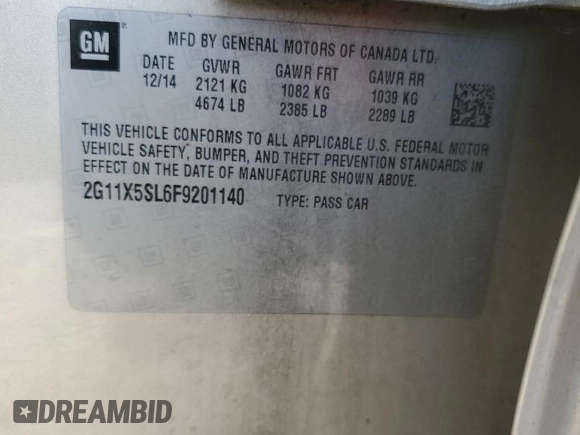 GM
MFD BY GENERAL MOTORS OF CANADA LTD.
DATE GVWR GAWR FRT GAWR RR
12/14 2121 KG 1082 KG 1039 KG
4674 LB 2385 LB 2289 LB
THIS VEHICLE CONFORMS TO ALL APPLICABLE U.S. FEDERAL MOTOR
VEHICLE SAFETY, BUMPER, AND THEFT PREVENTION STANDARDS IN
EFFECT ON THE DATE OF MANUFACTURE SHOWN ABOVE.
2G11X5SL6F9201140 TYPE: PASS CAR
DREAMBID